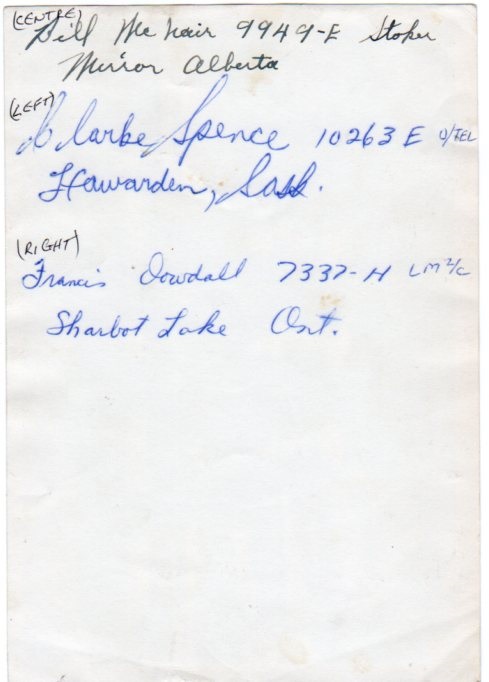 (CENTRE)
Bill McNair 9949-E Stoker
Mirror Alberta
(LEFT)
Clarke Spence 10263 E O/TEL
Hawarden, Sask.
(RIGHT)
Francis Dowdall 7337-H LM 2/C
Sharbot Lake Ont.